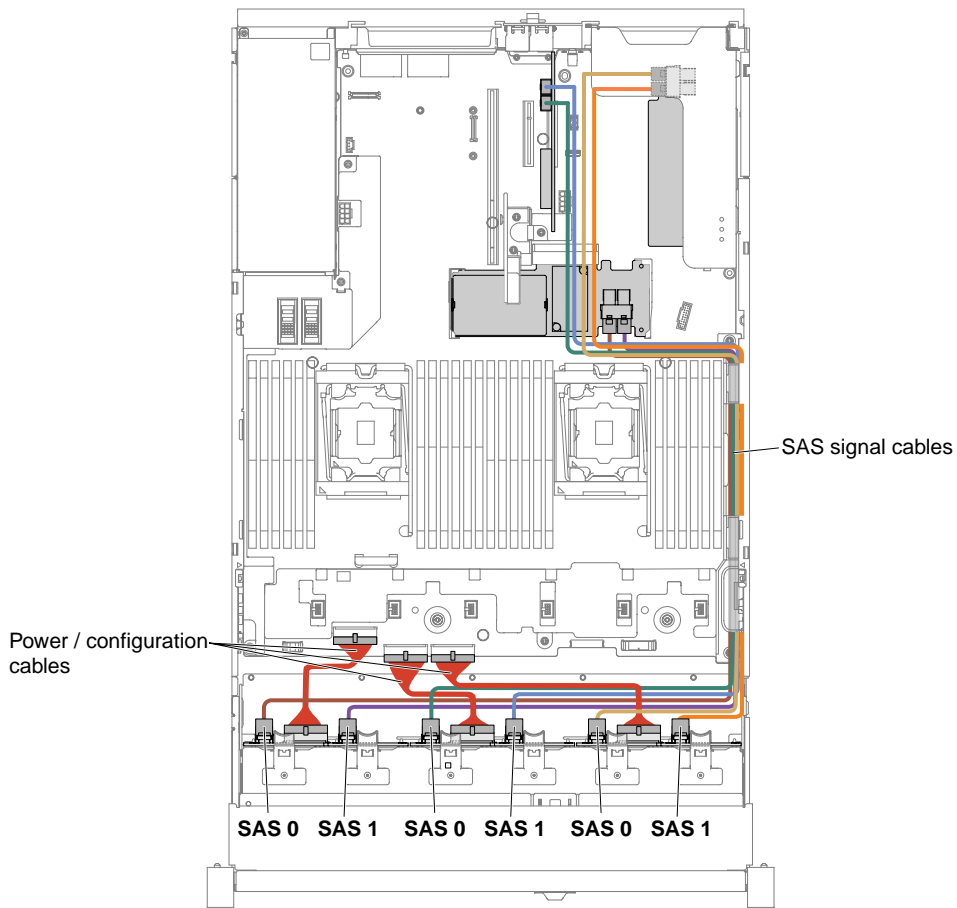 SAS signal cables
Power / configuration
cables
SAS 0 SAS 1 SAS 0 SAS 1 SAS 0 SAS 1